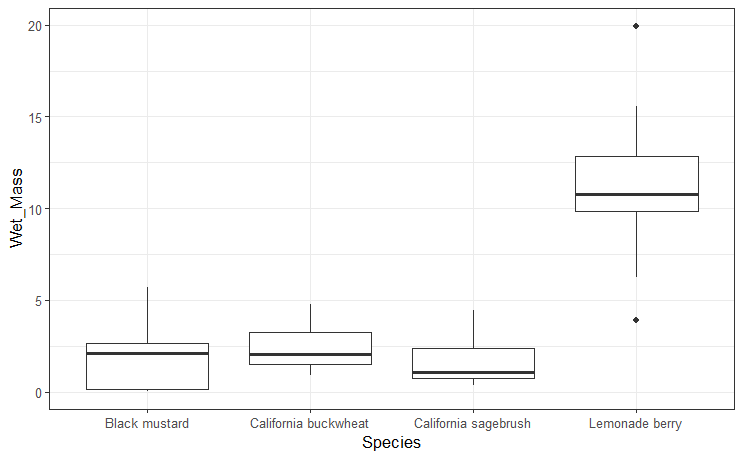 Wet_Mass
20
15
10
5
0
Black mustard
California buckwheat
California sagebrush
Lemonade berry
Species